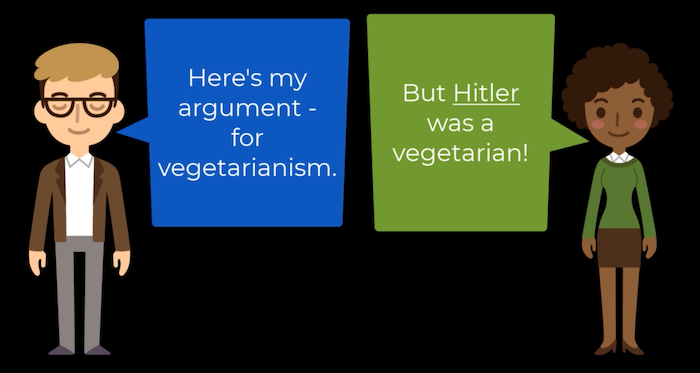 Here's my
argument -
for
vegetarianism.
But Hitler
was a
vegetarian!